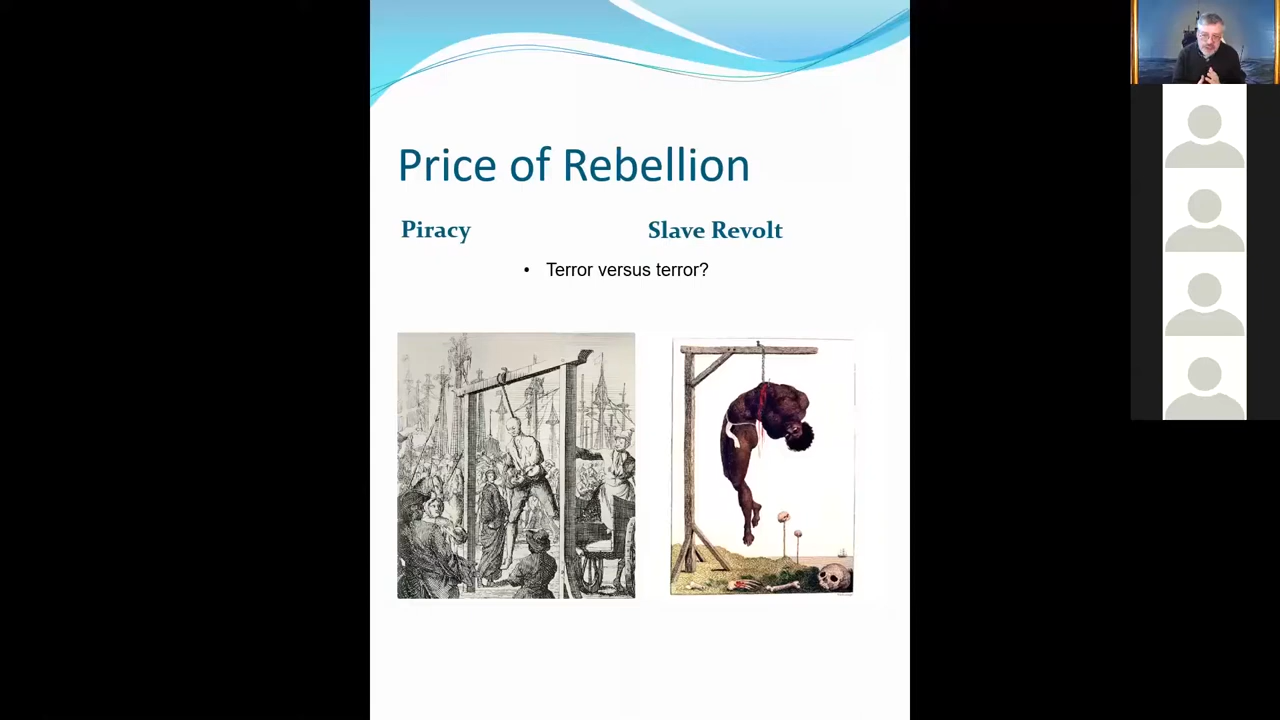 Price of Rebellion
Piracy
Slave Revolt
• Terror versus terror?